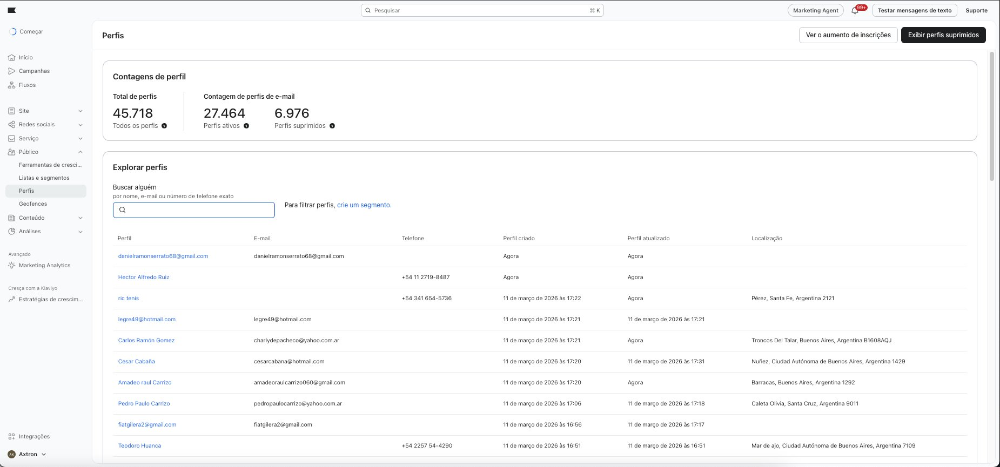 Pesquisar
⌘ K
Marketing Agent
99+
Testar mensagens de texto
Suporte
Começar
Início
Campanhas
Fluxos
Site
Redes sociais
Serviço
Público
Ferramentas de cresci...
Listas e segmentos
Perfis
Geofences
Conteúdo
Análises
Avançado
Marketing Analytics
Cresça com a Klaviyo
Estratégias de crescim...
Integrações
AX Axtron
Perfis
Ver o aumento de inscrições
Exibir perfis suprimidos
Contagens de perfil
Total de perfis
45.718
Todos os perfis
Contagem de perfis de e-mail
27.464
Perfis ativos
6.976
Perfis suprimidos
Explorar perfis
Buscar alguém
por nome, e-mail ou número de telefone exato
Para filtrar perfis, crie um segmento.
Perfil E-mail Telefone Perfil criado Perfil atualizado Localização
danielramonserrato68@gmail.com danielramonserrato68@gmail.com Agora Agora
Hector Alfredo Ruiz +54 11 2719-8487 Agora Agora
ric tenis +54 341 654-5736 11 de março de 2026 às 17:22 Agora Pérez, Santa Fe, Argentina 2121
legre49@hotmail.com legre49@hotmail.com 11 de março de 2026 às 17:21 11 de março de 2026 às 17:21
Carlos Ramón Gomez charlydepacheco@yahoo.com.ar 11 de março de 2026 às 17:21 Agora Troncos Del Talar, Buenos Aires, Argentina B1608AQJ
Cesar Cabaña cesarcabana@hotmail.com 11 de março de 2026 às 17:20 11 de março de 2026 às 17:31 Nuñez, Ciudad Autónoma de Buenos Aires, Argentina 1429
Amadeo raul Carrizo amadeoraulcarrizo060@gmail.com 11 de março de 2026 às 17:20 Agora Barracas, Buenos Aires, Argentina 1292
Pedro Paulo Carrizo pedropaulocarrizo@yahoo.com.ar 11 de março de 2026 às 17:06 11 de março de 2026 às 17:18 Caleta Olivia, Santa Cruz, Argentina 9011
fiatgilera2@gmail.com fiatgilera2@gmail.com 11 de março de 2026 às 16:56 11 de março de 2026 às 17:17
Teodoro Huanca +54 2257 54-4290 11 de março de 2026 às 16:51 11 de março de 2026 às 16:51 Mar de ajo, Ciudad Autónoma de Buenos Aires, Argentina 7109